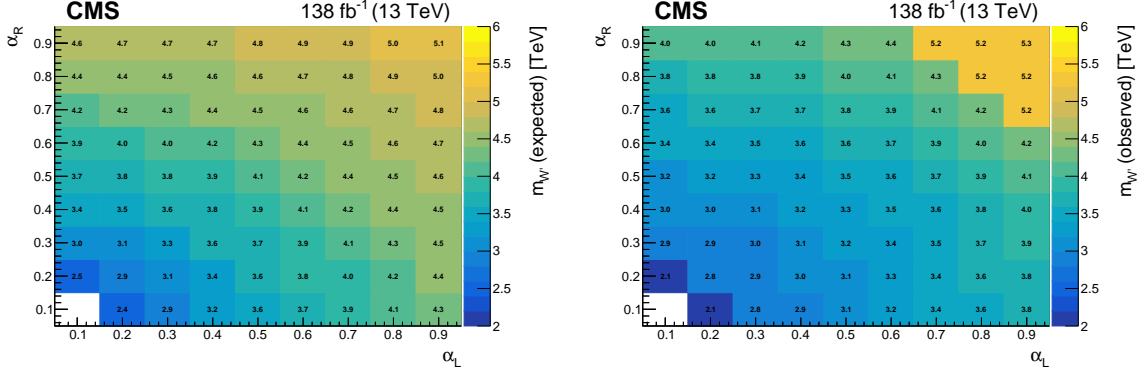 CMS 138 fb⁻¹ (13 TeV)
α_R
0.9 4.6 4.7 4.7 4.7 4.8 4.9 4.9 5.0 5.1
0.8 4.4 4.4 4.5 4.6 4.6 4.7 4.8 4.9 5.0
0.7 4.2 4.2 4.3 4.4 4.5 4.6 4.6 4.7 4.8
0.6 3.9 4.0 4.0 4.2 4.3 4.4 4.5 4.6 4.7
0.5 3.7 3.8 3.8 3.9 4.1 4.2 4.4 4.5 4.6
0.4 3.4 3.5 3.6 3.8 3.9 4.1 4.2 4.4 4.5
0.3 3.0 3.1 3.3 3.6 3.7 3.9 4.1 4.3 4.5
0.2 2.5 2.9 3.1 3.4 3.6 3.8 4.0 4.2 4.4
0.1 2.4 2.9 3.2 3.6 3.7 3.9 4.1 4.3
0.1 0.2 0.3 0.4 0.5 0.6 0.7 0.8 0.9
α_L
6
5.5
5
4.5
4
3.5
3
2.5
2
m_W' (expected) [TeV]
CMS 138 fb⁻¹ (13 TeV)
α_R
0.9 4.0 4.0 4.1 4.2 4.3 4.4 5.2 5.2 5.3
0.8 3.8 3.8 3.8 3.9 4.0 4.1 4.3 5.2 5.2
0.7 3.6 3.6 3.7 3.7 3.8 3.9 4.1 4.2 5.2
0.6 3.4 3.4 3.5 3.6 3.6 3.7 3.9 4.0 4.2
0.5 3.2 3.2 3.3 3.4 3.5 3.6 3.7 3.9 4.1
0.4 3.0 3.0 3.1 3.2 3.3 3.5 3.6 3.8 4.0
0.3 2.9 2.9 3.0 3.1 3.2 3.4 3.5 3.7 3.9
0.2 2.1 2.8 2.9 3.0 3.1 3.3 3.4 3.6 3.8
0.1 2.1 2.8 2.9 3.1 3.2 3.4 3.6 3.8
0.1 0.2 0.3 0.4 0.5 0.6 0.7 0.8 0.9
α_L
6
5.5
5
4.5
4
3.5
3
2.5
2
m_W' (observed) [TeV]